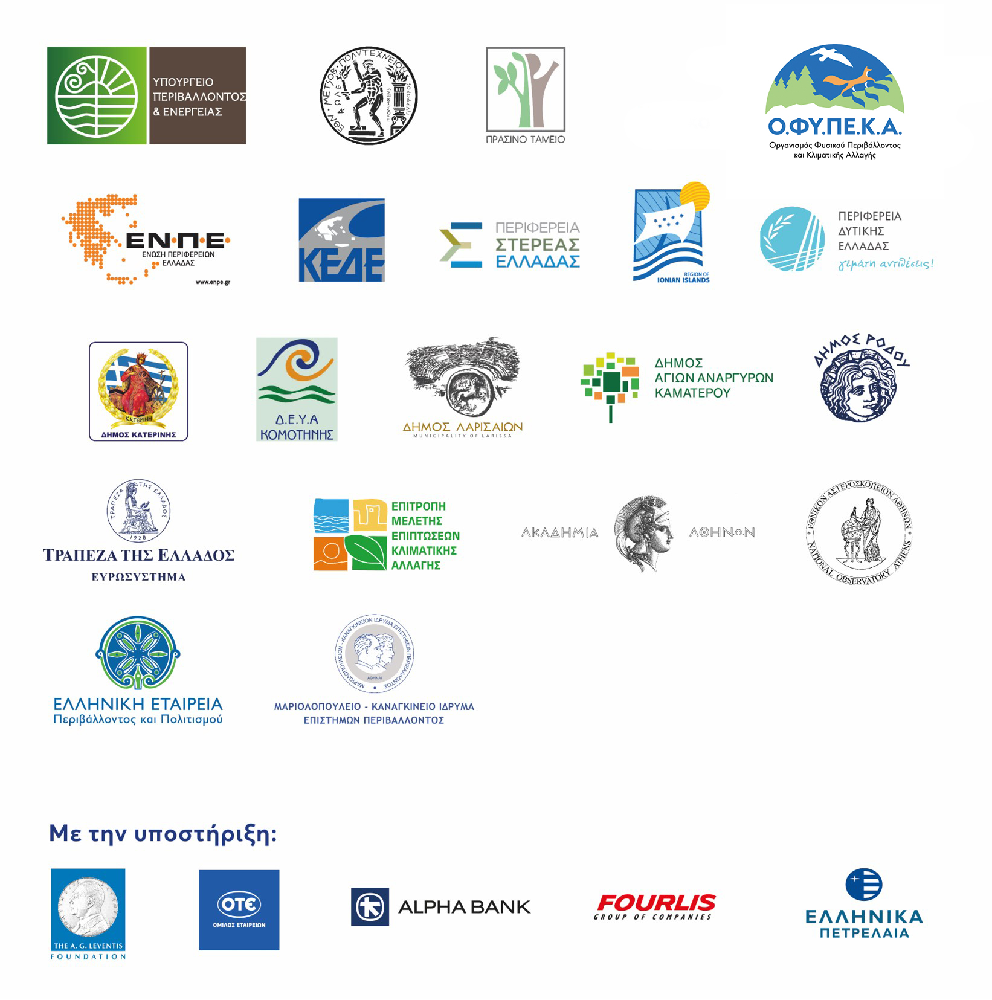 ΥΠΟΥΡΓΕΙΟ
ΠΕΡΙΒΑΛΛΟΝΤΟΣ
& ΕΝΕΡΓΕΙΑΣ
ΕΘΝ · ΜΕΤΣΟΒ · ΠΟΛΥΤΕΧΝΕΙΟΝ
ΠΡΟΜΗΘΕΥΣ
ΠΥΡΦΟΡΟΣ
ΠΡΑΣΙΝΟ ΤΑΜΕΙΟ
Ο.ΦΥ.ΠΕ.Κ.Α.
Οργανισμός Φυσικού Περιβάλλοντος
και Κλιματικής Αλλαγής
ΕΝ·Π·Ε·
ΕΝΩΣΗ ΠΕΡΙΦΕΡΕΙΩΝ
ΕΛΛΑΔΑΣ
www.enpe.gr
ΚΕΔΕ
ΠΕΡΙΦΕΡΕΙΑ
ΣΤΕΡΕΑΣ
ΕΛΛΑΔΑΣ
REGION OF
IONIAN ISLANDS
ΠΕΡΙΦΕΡΕΙΑ
ΔΥΤΙΚΗΣ
ΕΛΛΑΔΑΣ
γεμάτη αντιθέσεις!
ΚΑΤΕΡΙΝΗ
ΔΗΜΟΣ ΚΑΤΕΡΙΝΗΣ
Δ.Ε.Υ.Α
ΚΟΜΟΤΗΝΗΣ
ΔΗΜΟΣ ΛΑΡΙΣΑΙΩΝ
MUNICIPALITY OF LARISSA
ΔΗΜΟΣ
ΑΓΙΩΝ ΑΝΑΡΓΥΡΩΝ
ΚΑΜΑΤΕΡΟΥ
ΔΗΜΟΣ ΡΟΔΟΥ
ΤΡΑΠΕΖΑ ΤΗΣ ΕΛΛΑΔΟΣ
1928
ΤΡΑΠΕΖΑ ΤΗΣ ΕΛΛΑΔΟΣ
ΕΥΡΩΣΥΣΤΗΜΑ
ΕΠΙΤΡΟΠΗ
ΜΕΛΕΤΗΣ
ΕΠΙΠΤΩΣΕΩΝ
ΚΛΙΜΑΤΙΚΗΣ
ΑΛΛΑΓΗΣ
ΑΚΑΔΗΜΙΑ ΑΘΗΝΩΝ
ΕΘΝΙΚΟΝ ΑΣΤΕΡΟΣΚΟΠΕΙΟΝ ΑΘΗΝΩΝ
NATIONAL OBSERVATORY ATHENS
ΕΛΛΗΝΙΚΗ ΕΤΑΙΡΕΙΑ
Περιβάλλοντος και Πολιτισμού
ΜΑΡΙΟΛΟΠΟΥΛΕΙΟΝ - ΚΑΝΑΓΚΙΝΕΙΟΝ ΙΔΡΥΜΑ ΕΠΙΣΤΗΜΩΝ ΠΕΡΙΒΑΛΛΟΝΤΟΣ
ΑΘΗΝΑΙ
ΜΑΡΙΟΛΟΠΟΥΛΕΙΟ - ΚΑΝΑΓΚΙΝΕΙΟ ΙΔΡΥΜΑ
ΕΠΙΣΤΗΜΩΝ ΠΕΡΙΒΑΛΛΟΝΤΟΣ
Με την υποστήριξη:
THE A. G. LEVENTIS
FOUNDATION
ΟΤΕ
ΟΜΙΛΟΣ ΕΤΑΙΡΕΙΩΝ
ALPHA BANK
FOURLIS
GROUP OF COMPANIES
ΕΛΛΗΝΙΚΑ
ΠΕΤΡΕΛΑΙΑ